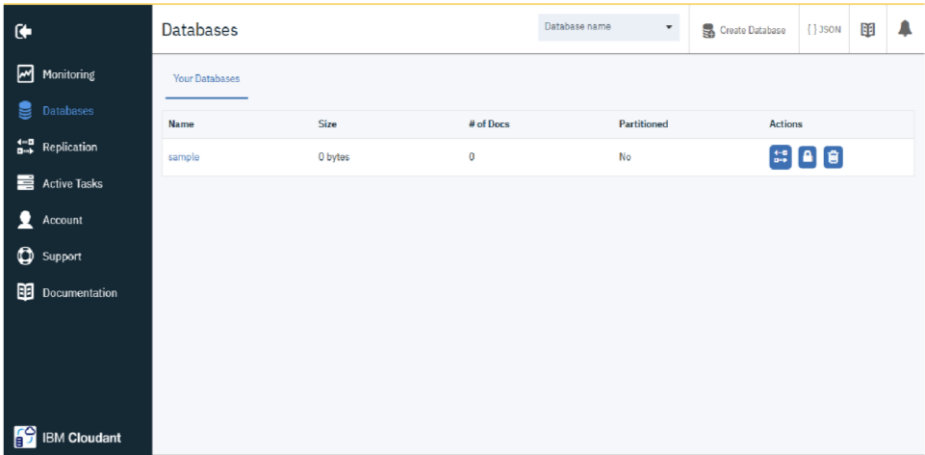 Databases
Database name
Create Database
{ } JSON
Monitoring
Databases
Replication
Active Tasks
Account
Support
Documentation
IBM Cloudant
Your Databases
Name Size # of Docs Partitioned Actions
sample 0 bytes 0 No